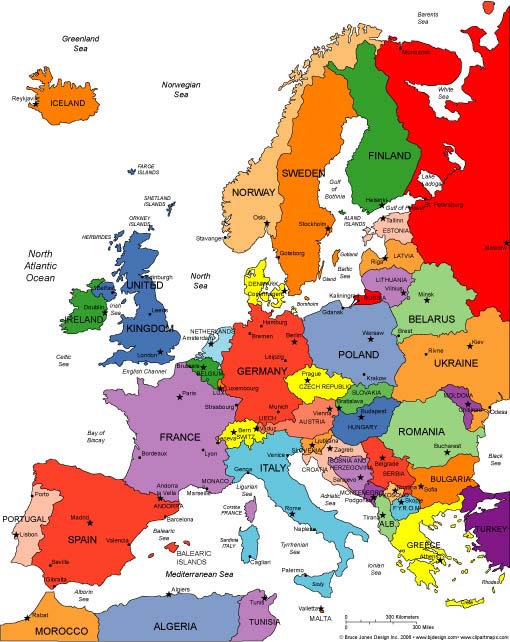 Barents
Sea
Greenland
Sea
Murmansk
White
Sea
Norwegian
Sea
Reykjavik
ICELAND
FINLAND
SWEDEN
FAROE
ISLANDS
Lake
Ladoga
NORWAY
Gulf
of
Bothnia
SHETLAND
ISLANDS
Helsinki
St. Petersburg
Gulf of Finland
ALAND
ISLANDS
ORKNEY
ISLANDS
Oslo
Stockholm
Tallinn
ESTONIA
HERBRIDES
Stavanger
Moscow
North
Atlantic
Ocean
Goteborg
Gotland
Riga
LATVIA
Baltic
Sea
Oland
North
Sea
Edinburgh
DENMARK
Copenhagen
LITHUANIA
Vilnius
UNITED
KINGDOM
Belfast
Bornholm
Kaliningrad
RUSSIA
Minsk
Dublin
IRELAND
Irish
Sea
Leeds
Gdansk
BELARUS
Hamburg
Bremen
NETHERLANDS
Amsterdam
Berlin
Warsaw
Brest
POLAND
Celtic
Sea
London
English Channel
Brussels
BELGIUM
GERMANY
Leipzig
Kiev
Rivne
UKRAINE
LUX
Luxembourg
Prague
CZECH REPUBLIC
Krakow
Paris
Strasbourg
Munich
SLOVAKIA
Vienna
Bratislava
MOLDOVA
Chisinau
Odesa
LIECH
Vaduz
AUSTRIA
Budapest
HUNGARY
Bern
SWITZ
Geneva
FRANCE
ROMANIA
Bay of
Biscay
Bordeaux
Lyon
Ljubljana
SLOVENIA
Zagreb
CROATIA
Venice
Bucharest
Black
Sea
Genoa
ITALY
BOSNIA AND
HERZEGOVINA
Sarajevo
Belgrade
SERBIA
MONACO
Marseille
Ligurian
Sea
Andorra
la Vella
ANDORRA
Porto
PORTUGAL
Lisbon
Madrid
SPAIN
Barcelona
Valencia
Balearic
Sea
BALEARIC
ISLANDS
Corsica
FRANCE
Rome
Adriatic
Sea
MONTENEGRO
Podgorica
KOSOVO
Pristina
Sofia
BULGARIA
Skopje
F.Y.R.O.M.
Tirana
ALB.
TURKEY
Naples
Sardinia
ITALY
Cagliari
Tyrrhenian
Sea
GREECE
Athens
Seville
Gibraltar
Alborin
Sea
Mediterranean Sea
Palermo
Sicily
Ionian
Sea
Rhodes
Algiers
Tunis
Rabat
MOROCCO
ALGERIA
TUNISIA
Valletta
MALTA
0
300 Kilometers
0
300 Miles
© Bruce Jones Design Inc. 2009 • www.bjdesign.com • www.clipartmaps.com